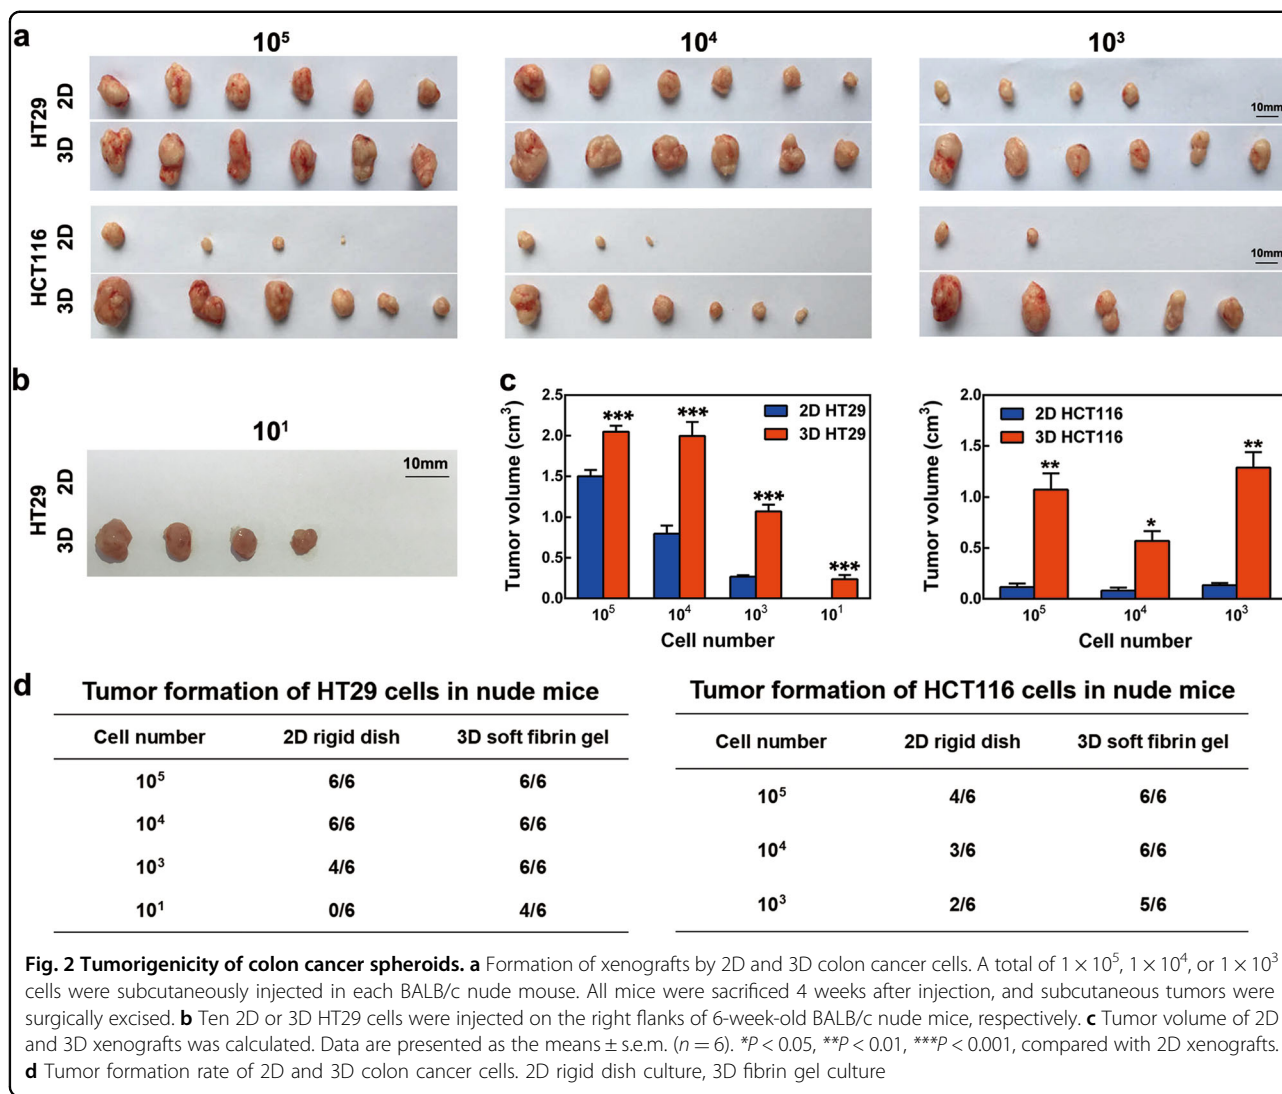 a
10⁵
10⁴
10³
HT29
2D
3D
10mm
HCT116
2D
3D
10mm
b
10¹
HT29
2D
3D
10mm
c
Tumor volume (cm³)
2.5
2.0
1.5
1.0
0.5
0.0
2D HT29
3D HT29
***
***
***
***
10⁵ 10⁴ 10³ 10¹
Cell number
Tumor volume (cm³)
2.0
1.5
1.0
0.5
0.0
2D HCT116
3D HCT116
**
*
**
10⁵ 10⁴ 10³
Cell number
d
Tumor formation of HT29 cells in nude mice
Cell number 2D rigid dish 3D soft fibrin gel
10⁵ 6/6 6/6
10⁴ 6/6 6/6
10³ 4/6 6/6
10¹ 0/6 4/6
Tumor formation of HCT116 cells in nude mice
Cell number 2D rigid dish 3D soft fibrin gel
10⁵ 4/6 6/6
10⁴ 3/6 6/6
10³ 2/6 5/6
Fig. 2 Tumorigenicity of colon cancer spheroids. a Formation of xenografts by 2D and 3D colon cancer cells. A total of 1 × 10⁵, 1 × 10⁴, or 1 × 10³
cells were subcutaneously injected in each BALB/c nude mouse. All mice were sacrificed 4 weeks after injection, and subcutaneous tumors were
surgically excised. b Ten 2D or 3D HT29 cells were injected on the right flanks of 6-week-old BALB/c nude mice, respectively. c Tumor volume of 2D
and 3D xenografts was calculated. Data are presented as the means ± s.e.m. (n = 6). *P < 0.05, **P < 0.01, ***P < 0.001, compared with 2D xenografts.
d Tumor formation rate of 2D and 3D colon cancer cells. 2D rigid dish culture, 3D fibrin gel culture